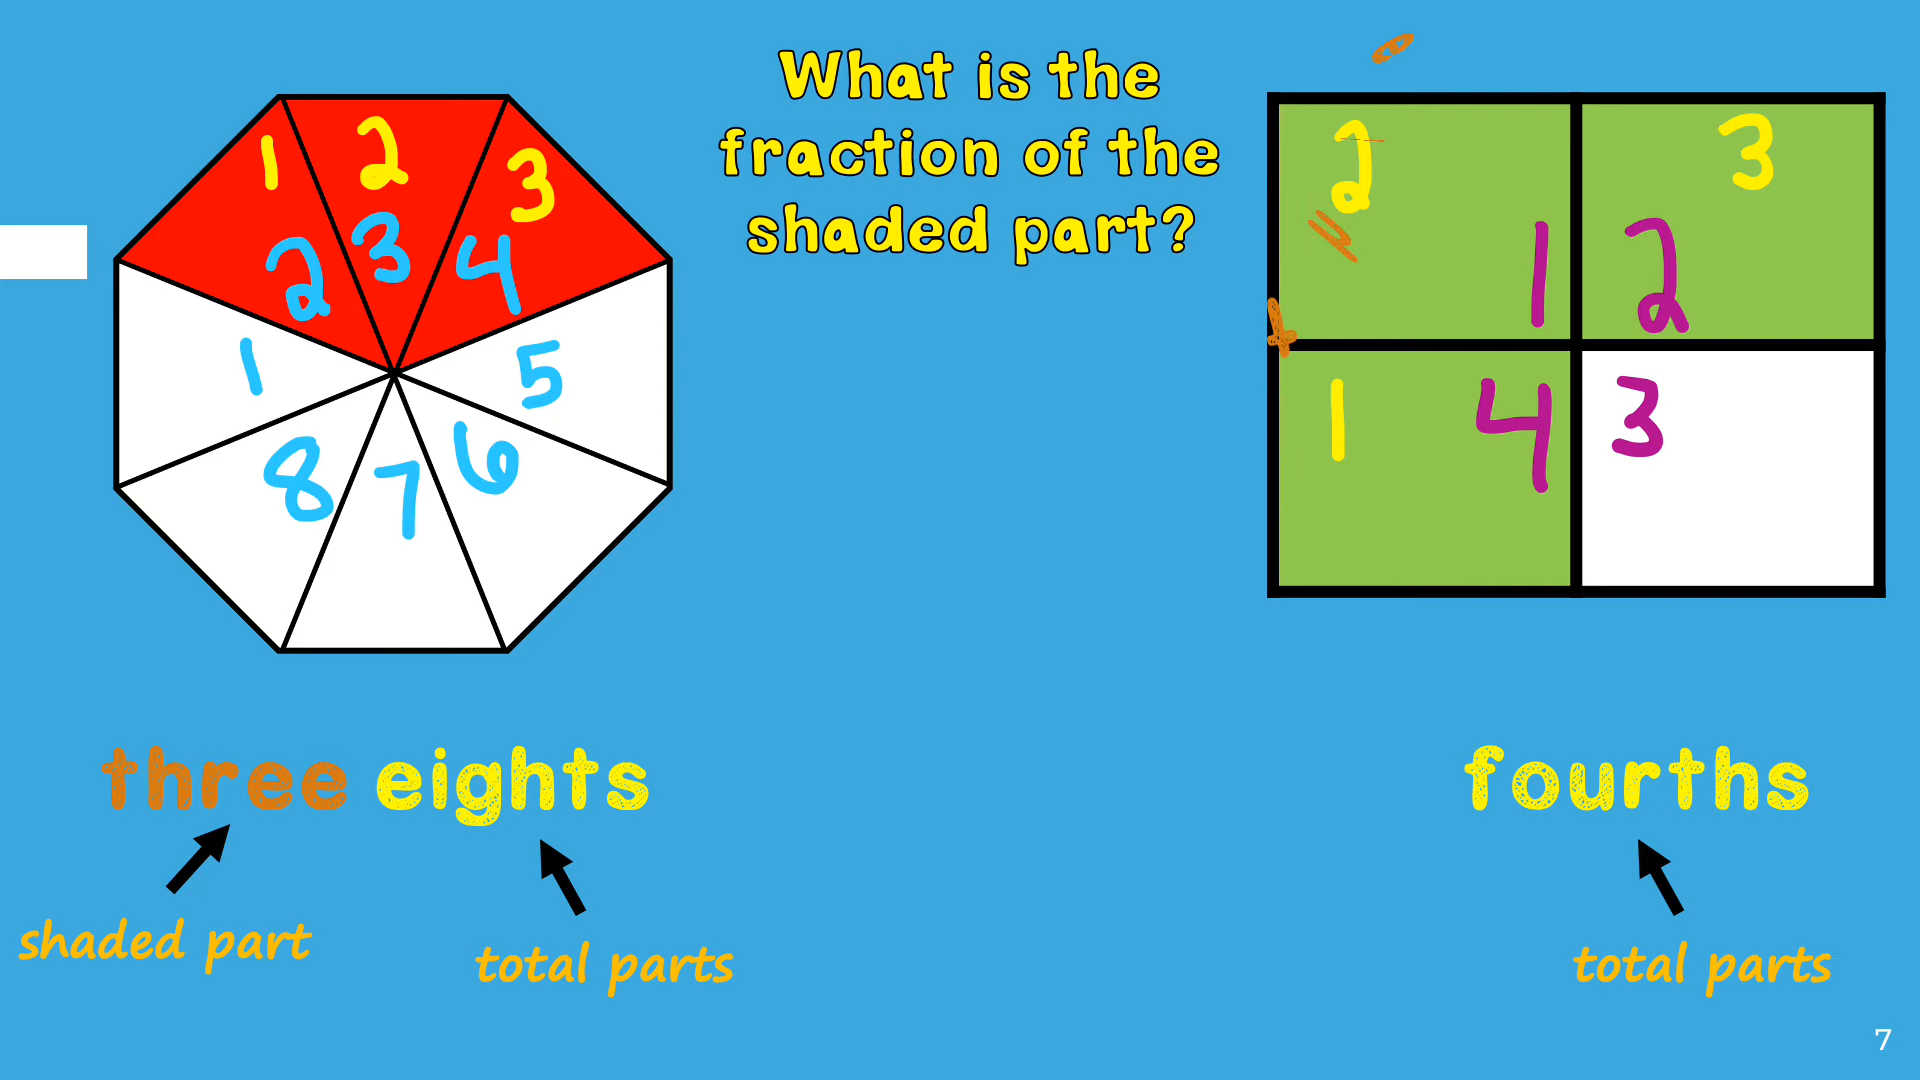 What is the
fraction of the
shaded part?
1 2 3
2 3 4
1 5
8 7 6
2 3
1 2
1 4 3
three eights
fourths
shaded part
total parts
total parts
7